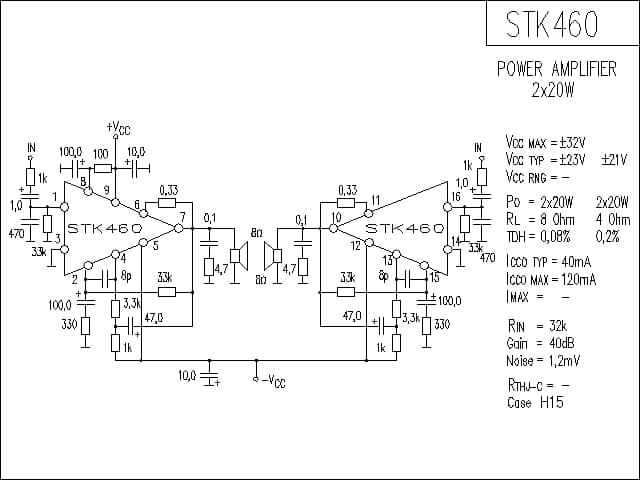 STK460
POWER AMPLIFIER
2x20W
+VCC
IN
100,0 + 100 + 10,0
1k
8
9
1
+
1,0
470
3
33k
STK460
6
0,33
7
5
4
2
0,1
8Ω
4,7
8p
33k
100,0
+
330
3,3k
+
47,0
1k
IN
1k
1,0
+
16
0,33
11
10
STK460
14
33k
470
12
13
15
0,1
8Ω
4,7
8p
33k
+
100,0
330
3,3k
47,0
+
1k
10,0
+
-VCC
VCC MAX = ±32V
VCC TYP = ±23V ±21V
VCC RNG = -
PO = 2x20W 2x20W
RL = 8 Ohm 4 Ohm
TDH = 0,08% 0,2%
ICCO TYP = 40mA
ICCO MAX = 120mA
IMAX = -
RIN = 32k
Gain = 40dB
Noise = 1,2mV
RTHJ-C = -
Case H15